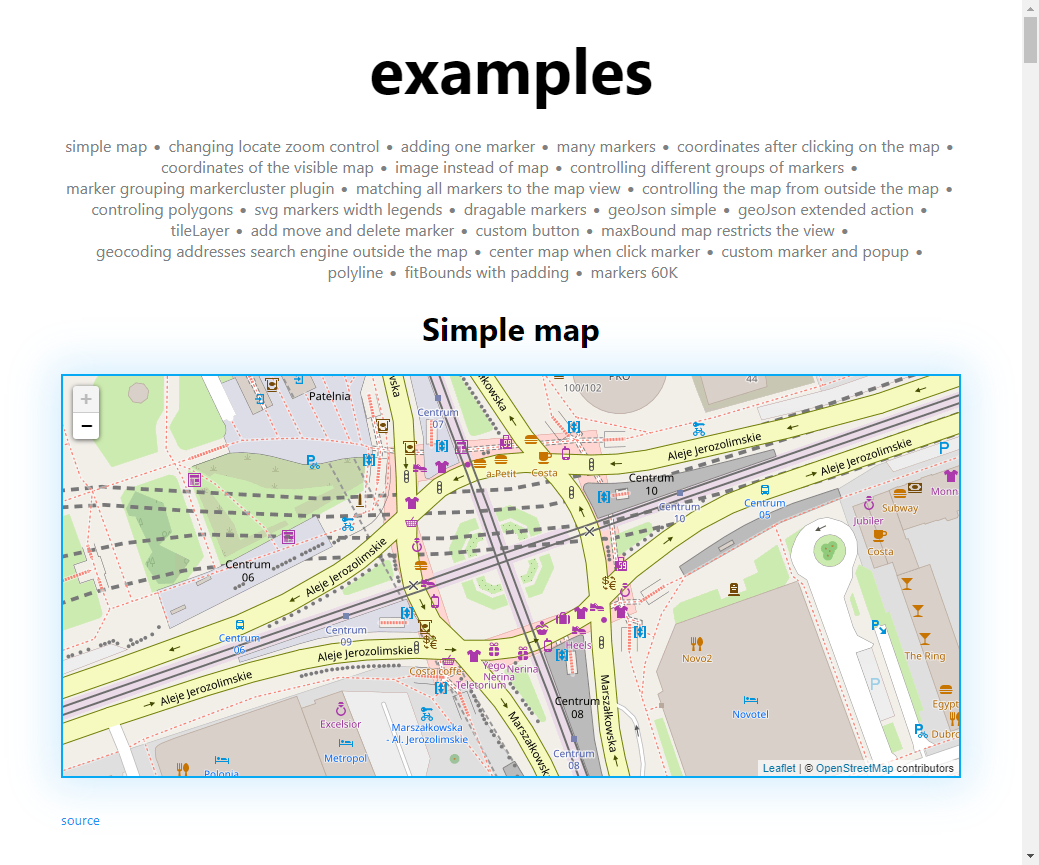 examples
simple map • changing locate zoom control • adding one marker • many markers • coordinates after clicking on the map •
coordinates of the visible map • image instead of map • controlling different groups of markers •
marker grouping markercluster plugin • matching all markers to the map view • controlling the map from outside the map •
controling polygons • svg markers width legends • dragable markers • geoJson simple • geoJson extended action •
tileLayer • add move and delete marker • custom button • maxBound map restricts the view •
geocoding addresses search engine outside the map • center map when click marker • custom marker and popup •
polyline • fitBounds with padding • markers 60K
Simple map
+
−
Patelnia
Centrum
07
100/102
44
Aleje Jerozolimskie
Aleje Jerozolimskie
a-Petit
Costa
Centrum
10
Centrum
10
Centrum
05
Subway
Jubiler
Costa
Centrum
06
Aleje Jerozolimskie
Centrum
06
Centrum
09
Aleje Jerozolimskie
Aleje Jerozolimskie
Costa coffe
Yego
Nerina
Nerina
Teletorium
Heels
Novo2
The Ring
Centrum
08
Marszałkowska
Marszałkowska
Excelsior
Marszałkowska
- Al. Jerozolimskie
Metropol
Polonia
Novotel
Egypt
Centrum
08
Leaflet | © OpenStreetMap contributors
source